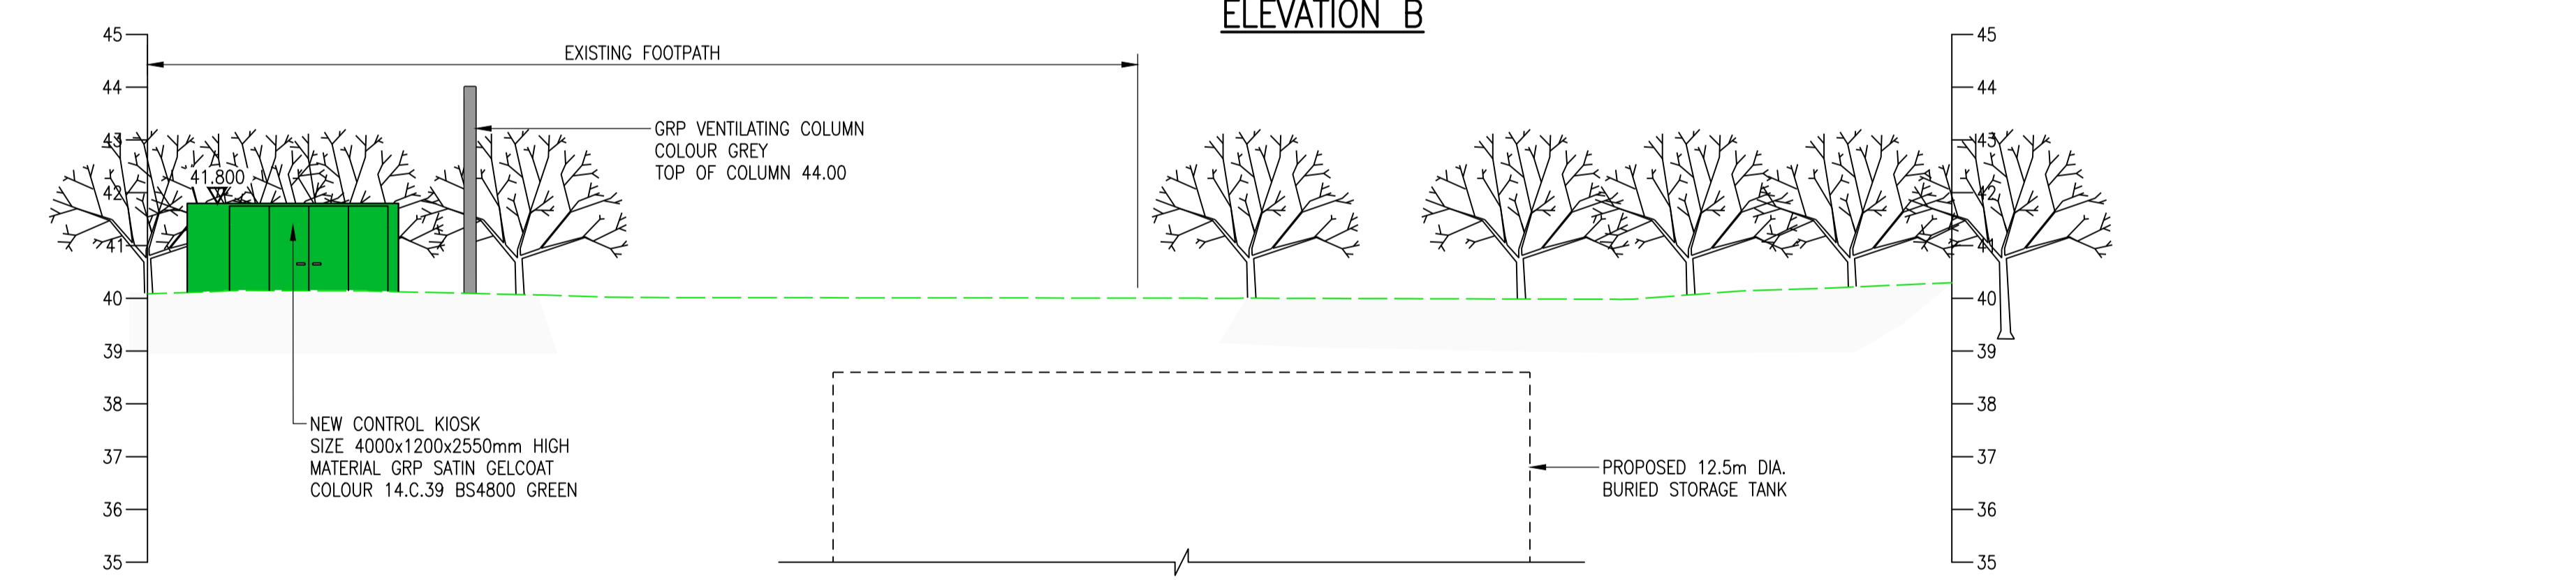 ELEVATION B
45
44
43
42
41
40
39
38
37
36
35
EXISTING FOOTPATH
41.800
GRP VENTILATING COLUMN
COLOUR GREY
TOP OF COLUMN 44.00
NEW CONTROL KIOSK
SIZE 4000x1200x2550mm HIGH
MATERIAL GRP SATIN GELCOAT
COLOUR 14.C.39 BS4800 GREEN
PROPOSED 12.5m DIA.
BURIED STORAGE TANK
45
44
43
42
41
40
39
38
37
36
35